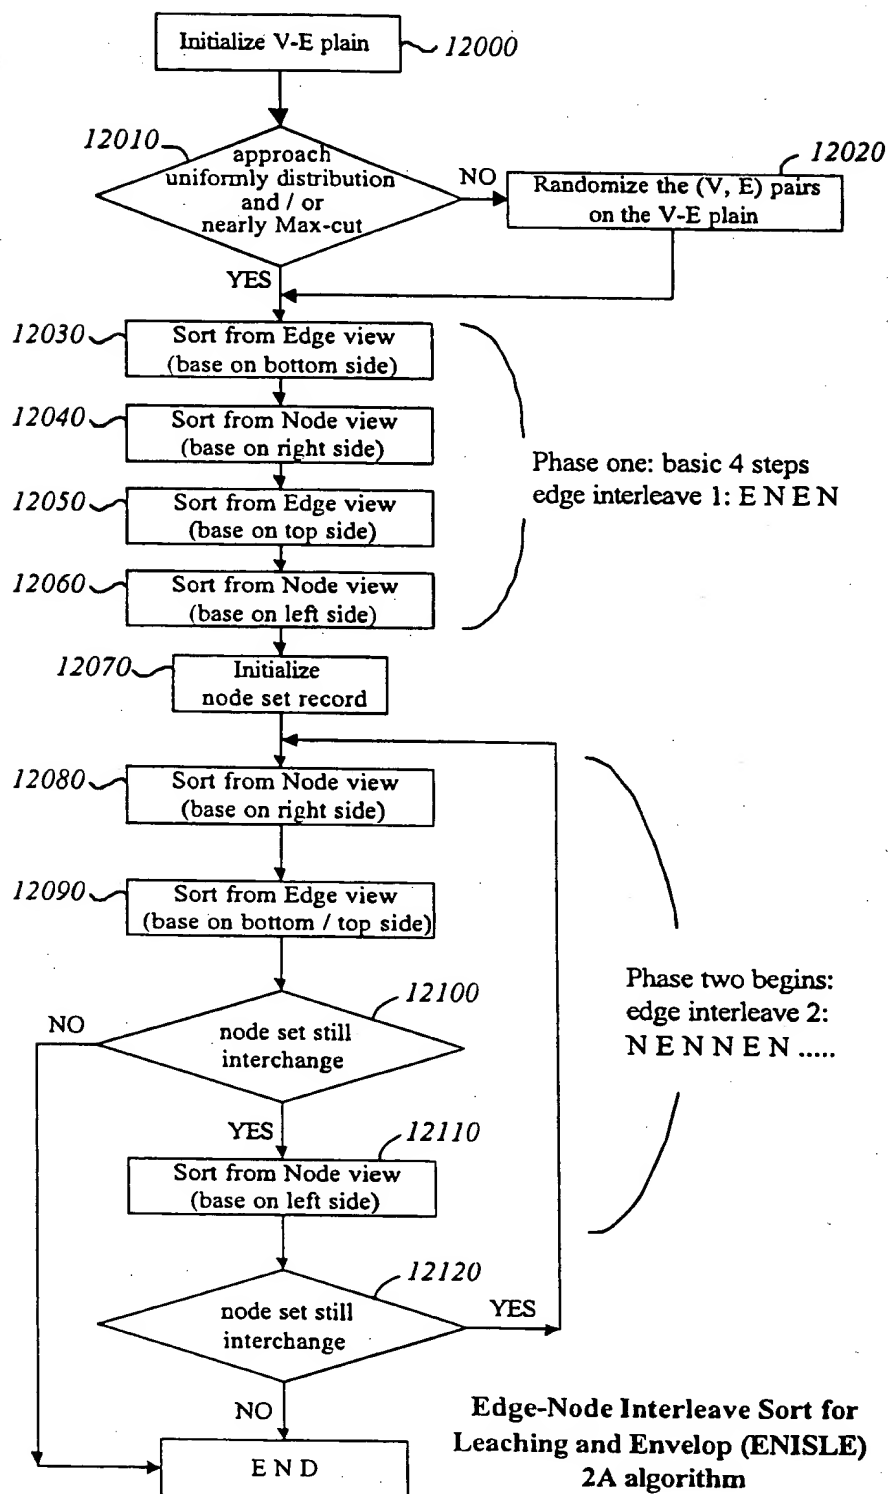 Initialize V-E plain
12000
12010
approach
uniformly distribution
and / or
nearly Max-cut
NO
12020
Randomize the (V, E) pairs
on the V-E plain
YES
12030
Sort from Edge view
(base on bottom side)
12040
Sort from Node view
(base on right side)
12050
Sort from Edge view
(base on top side)
12060
Sort from Node view
(base on left side)
Phase one: basic 4 steps
edge interleave 1: E N E N
12070
Initialize
node set record
12080
Sort from Node view
(base on right side)
12090
Sort from Edge view
(base on bottom / top side)
12100
NO
node set still
interchange
Phase two begins:
edge interleave 2:
N E N N E N .....
YES
12110
Sort from Node view
(base on left side)
12120
node set still
interchange
YES
NO
E N D
Edge-Node Interleave Sort for
Leaching and Envelop (ENISLE)
2A algorithm